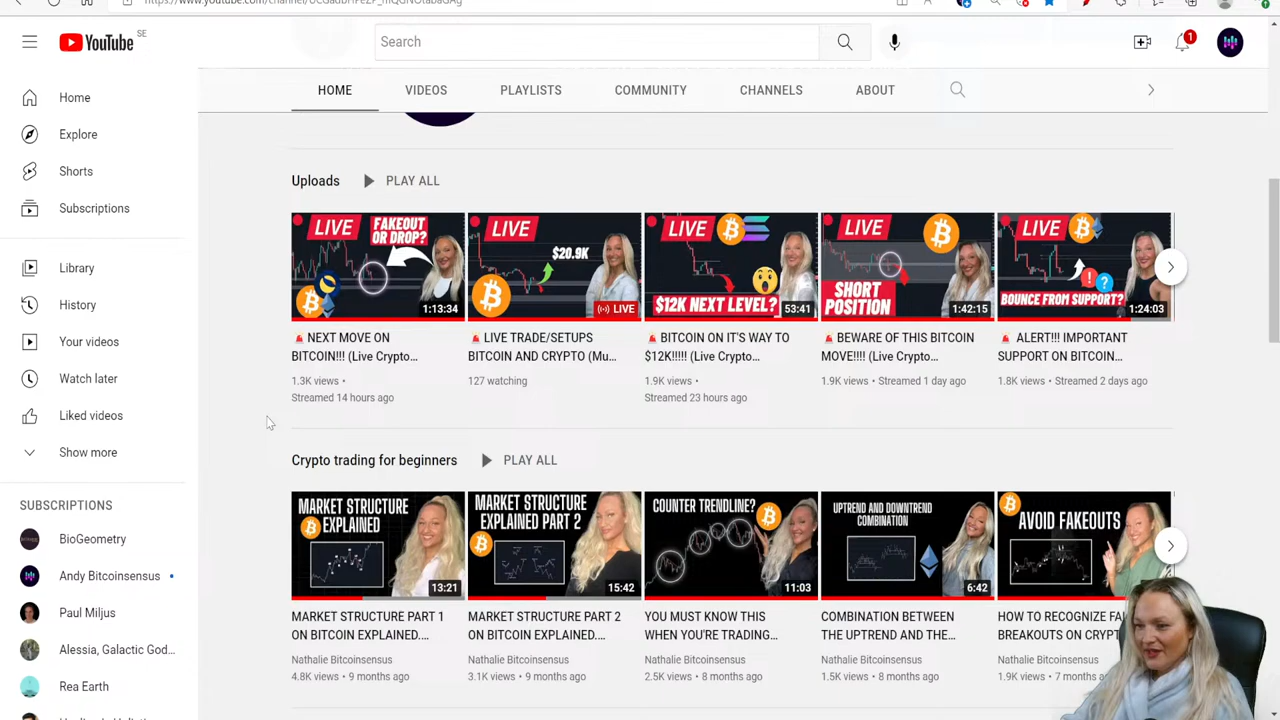 YouTube SE
Search
1
HOME VIDEOS PLAYLISTS COMMUNITY CHANNELS ABOUT
Home
Explore
Shorts
Subscriptions
Library
History
Your videos
Watch later
Liked videos
Show more
SUBSCRIPTIONS
BioGeometry
Andy Bitcoinsensus
Paul Miljus
Alessia, Galactic God...
Rea Earth
Uploads PLAY ALL
LIVE
FAKEOUT
OR DROP?
1:13:34
NEXT MOVE ON
BITCOIN!!! (Live Crypto...
1.3K views •
Streamed 14 hours ago
LIVE
$20.9K
LIVE
LIVE TRADE/SETUPS
BITCOIN AND CRYPTO (Mu...
127 watching
LIVE
$12K NEXT LEVEL?
53:41
BITCOIN ON IT'S WAY TO
$12K!!!!! (Live Crypto...
1.9K views •
Streamed 23 hours ago
LIVE
SHORT
POSITION
1:42:15
BEWARE OF THIS BITCOIN
MOVE!!!! (Live Crypto...
1.9K views • Streamed 1 day ago
LIVE
BOUNCE FROM SUPPORT?
1:24:03
ALERT!!! IMPORTANT
SUPPORT ON BITCOIN...
1.8K views • Streamed 2 days ago
Crypto trading for beginners PLAY ALL
MARKET STRUCTURE
EXPLAINED
13:21
MARKET STRUCTURE PART 1
ON BITCOIN EXPLAINED....
Nathalie Bitcoinsensus
4.8K views • 9 months ago
MARKET STRUCTURE
EXPLAINED PART 2
15:42
MARKET STRUCTURE PART 2
ON BITCOIN EXPLAINED....
Nathalie Bitcoinsensus
3.1K views • 9 months ago
COUNTER TRENDLINE?
11:03
YOU MUST KNOW THIS
WHEN YOU'RE TRADING...
Nathalie Bitcoinsensus
2.5K views • 8 months ago
UPTREND AND DOWNTREND
COMBINATION
6:42
COMBINATION BETWEEN
THE UPTREND AND THE...
Nathalie Bitcoinsensus
1.5K views • 8 months ago
AVOID FAKEOUTS
HOW TO RECOGNIZE
BREAKOUTS ON CRYPT
Nathalie Bitcoinsensus
1.9K views • 7 months